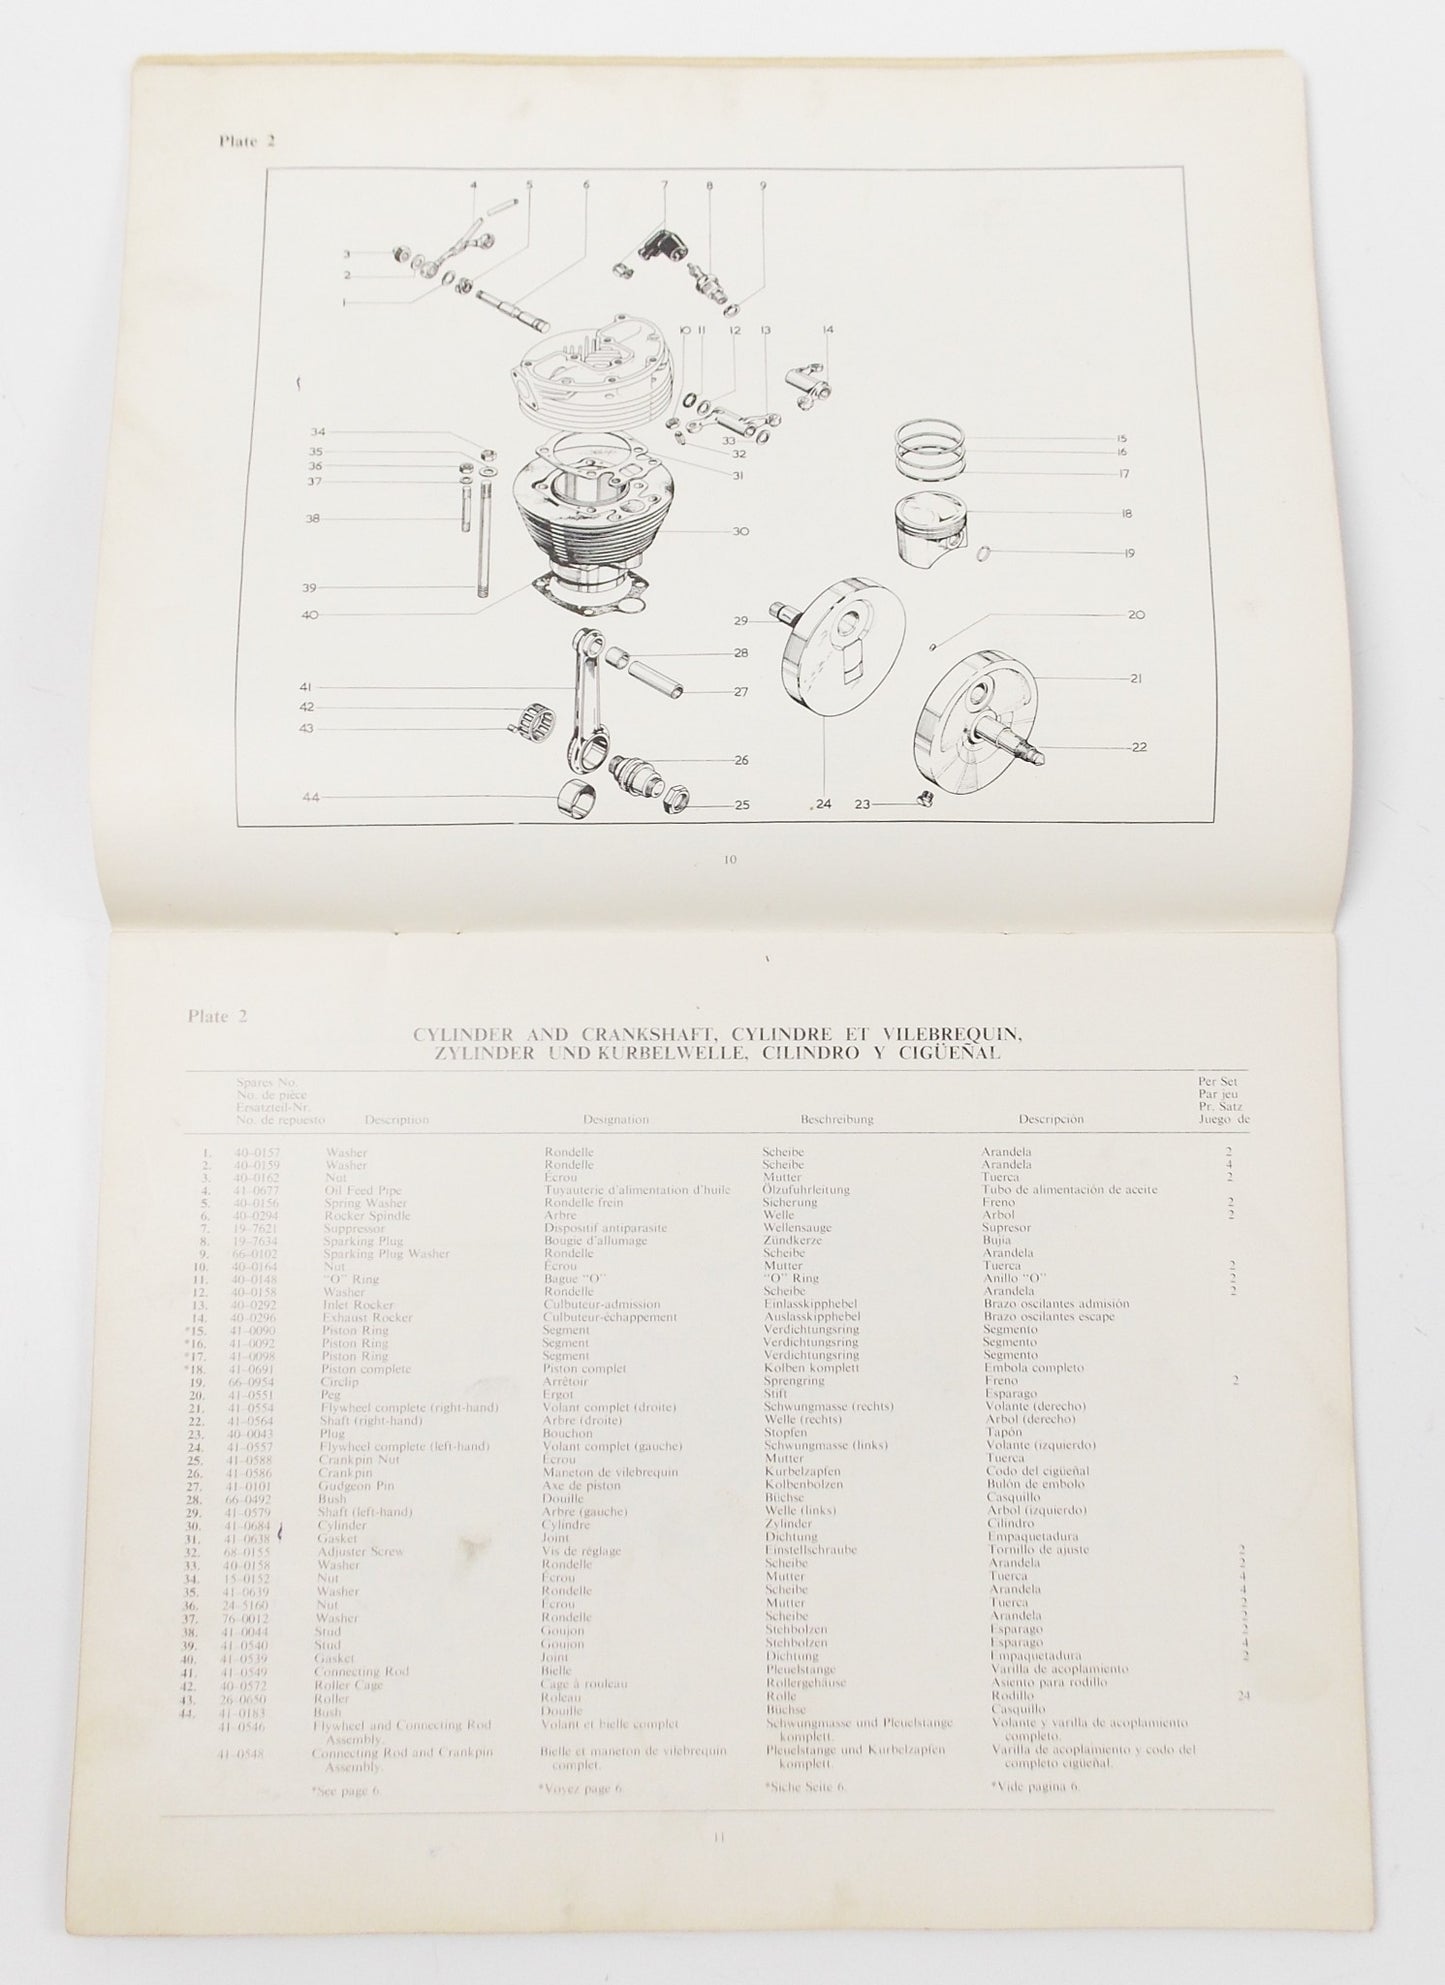 Plate 2
4 5 6 7 8 9
3
2
1
10 11 12 13 14
34
35
36
37
38
39
40
33
32
31
30
15
16
17
18
19
20
29
28
27
21
22
41
42
43
44
26
25
24 23
10
Plate 2
CYLINDER AND CRANKSHAFT, CYLINDRE ET VILEBREQUIN,
ZYLINDER UND KURBELWELLE, CILINDRO Y CIGÜEÑAL
Spares No. Per Set
No. de pièce Par jeu
Ersatzteil-Nr. Pr. Satz
No. de repuesto Description Designation Beschreibung Descripción Juego de
1. 40-0157 Washer Rondelle Scheibe Arandela 2
2. 40-0159 Washer Rondelle Scheibe Arandela 4
3. 40-0162 Nut Écrou Mutter Tuerca 2
4. 41-0677 Oil Feed Pipe Tuyauterie d'alimentation d'huile Ölzufuhrleitung Tubo de alimentación de aceite
5. 40-0156 Spring Washer Rondelle frein Sicherung Freno 2
6. 40-0294 Rocker Spindle Arbre Welle Arbol 2
7. 19-7621 Suppressor Dispositif antiparasite Wellensauge Supresor
8. 19-7634 Sparking Plug Bougie d'allumage Zündkerze Bujia
9. 66-0102 Sparking Plug Washer Rondelle Scheibe Arandela
10. 40-0164 Nut Écrou Mutter Tuerca 2
11. 40-0148 "O" Ring Bague "O" "O" Ring Anillo "O" 2
12. 40-0158 Washer Rondelle Scheibe Arandela 2
13. 40-0292 Inlet Rocker Culbuteur-admission Einlasskipphebel Brazo oscilantes admisión
14. 40-0296 Exhaust Rocker Culbuteur-échappement Auslasskipphebel Brazo oscilantes escape
*15. 41-0090 Piston Ring Segment Verdichtungsring Segmento
*16. 41-0092 Piston Ring Segment Verdichtungsring Segmento
*17. 41-0098 Piston Ring Segment Verdichtungsring Segmento
*18. 41-0691 Piston complete Piston complet Kolben komplett Embola completo
19. 66-0954 Circlip Arrêtoir Sprengring Freno 2
20. 41-0551 Peg Ergot Stift Esparago
21. 41-0554 Flywheel complete (right-hand) Volant complet (droite) Schwungmasse (rechts) Volante (derecho)
22. 41-0564 Shaft (right-hand) Arbre (droite) Welle (rechts) Arbol (derecho)
23. 40-0043 Plug Bouchon Stopfen Tapón
24. 41-0557 Flywheel complete (left-hand) Volant complet (gauche) Schwungmasse (links) Volante (izquierdo)
25. 41-0588 Crankpin Nut Écrou Mutter Tuerca
26. 41-0586 Crankpin Maneton de vilebrequin Kurbelzapfen Codo del cigüeñal
27. 41-0101 Gudgeon Pin Axe de piston Kolbenbolzen Bulón de embolo
28. 66-0492 Bush Douille Büchse Casquillo
29. 41-0579 Shaft (left-hand) Arbre (gauche) Welle (links) Arbol (izquierdo)
30. 41-0684 Cylinder Cylindre Zylinder Cilindro
31. 41-0638 Gasket Joint Dichtung Empaquetadura
32. 68-0155 Adjuster Screw Vis de réglage Einstellschraube Tornillo de ajuste 2
33. 40-0158 Washer Rondelle Scheibe Arandela 2
34. 15-0152 Nut Écrou Mutter Tuerca 4
35. 41-0639 Washer Rondelle Scheibe Arandela 4
36. 24-5160 Nut Écrou Mutter Tuerca 2
37. 76-0012 Washer Rondelle Scheibe Arandela 2
38. 41-0044 Stud Goujon Stehbolzen Esparago 2
39. 41-0540 Stud Goujon Stehbolzen Esparago 4
40. 41-0539 Gasket Joint Dichtung Empaquetadura 2
41. 41-0549 Connecting Rod Bielle Pleuelstange Varilla de acoplamiento
42. 40-0572 Roller Cage Cage à rouleau Rollergehäuse Asiento para rodillo
43. 26-0650 Roller Roleau Rolle Rodillo 24
44. 41-0183 Bush Douille Büchse Casquillo
41-0546 Flywheel and Connecting Rod Volant et bielle complet Schwungmasse und Pleuelstange Volante y varilla de acoplamiento
Assembly. komplett. completo.
41-0548 Connecting Rod and Crankpin Bielle et maneton de vilebrequin Pleuelstange und Kurbelzapfen Varilla de acoplamiento y codo del
Assembly. complet. komplett. completo cigüeñal.
*See page 6. *Voyez page 6. *Siche Seite 6. *Vide pagina 6.
11